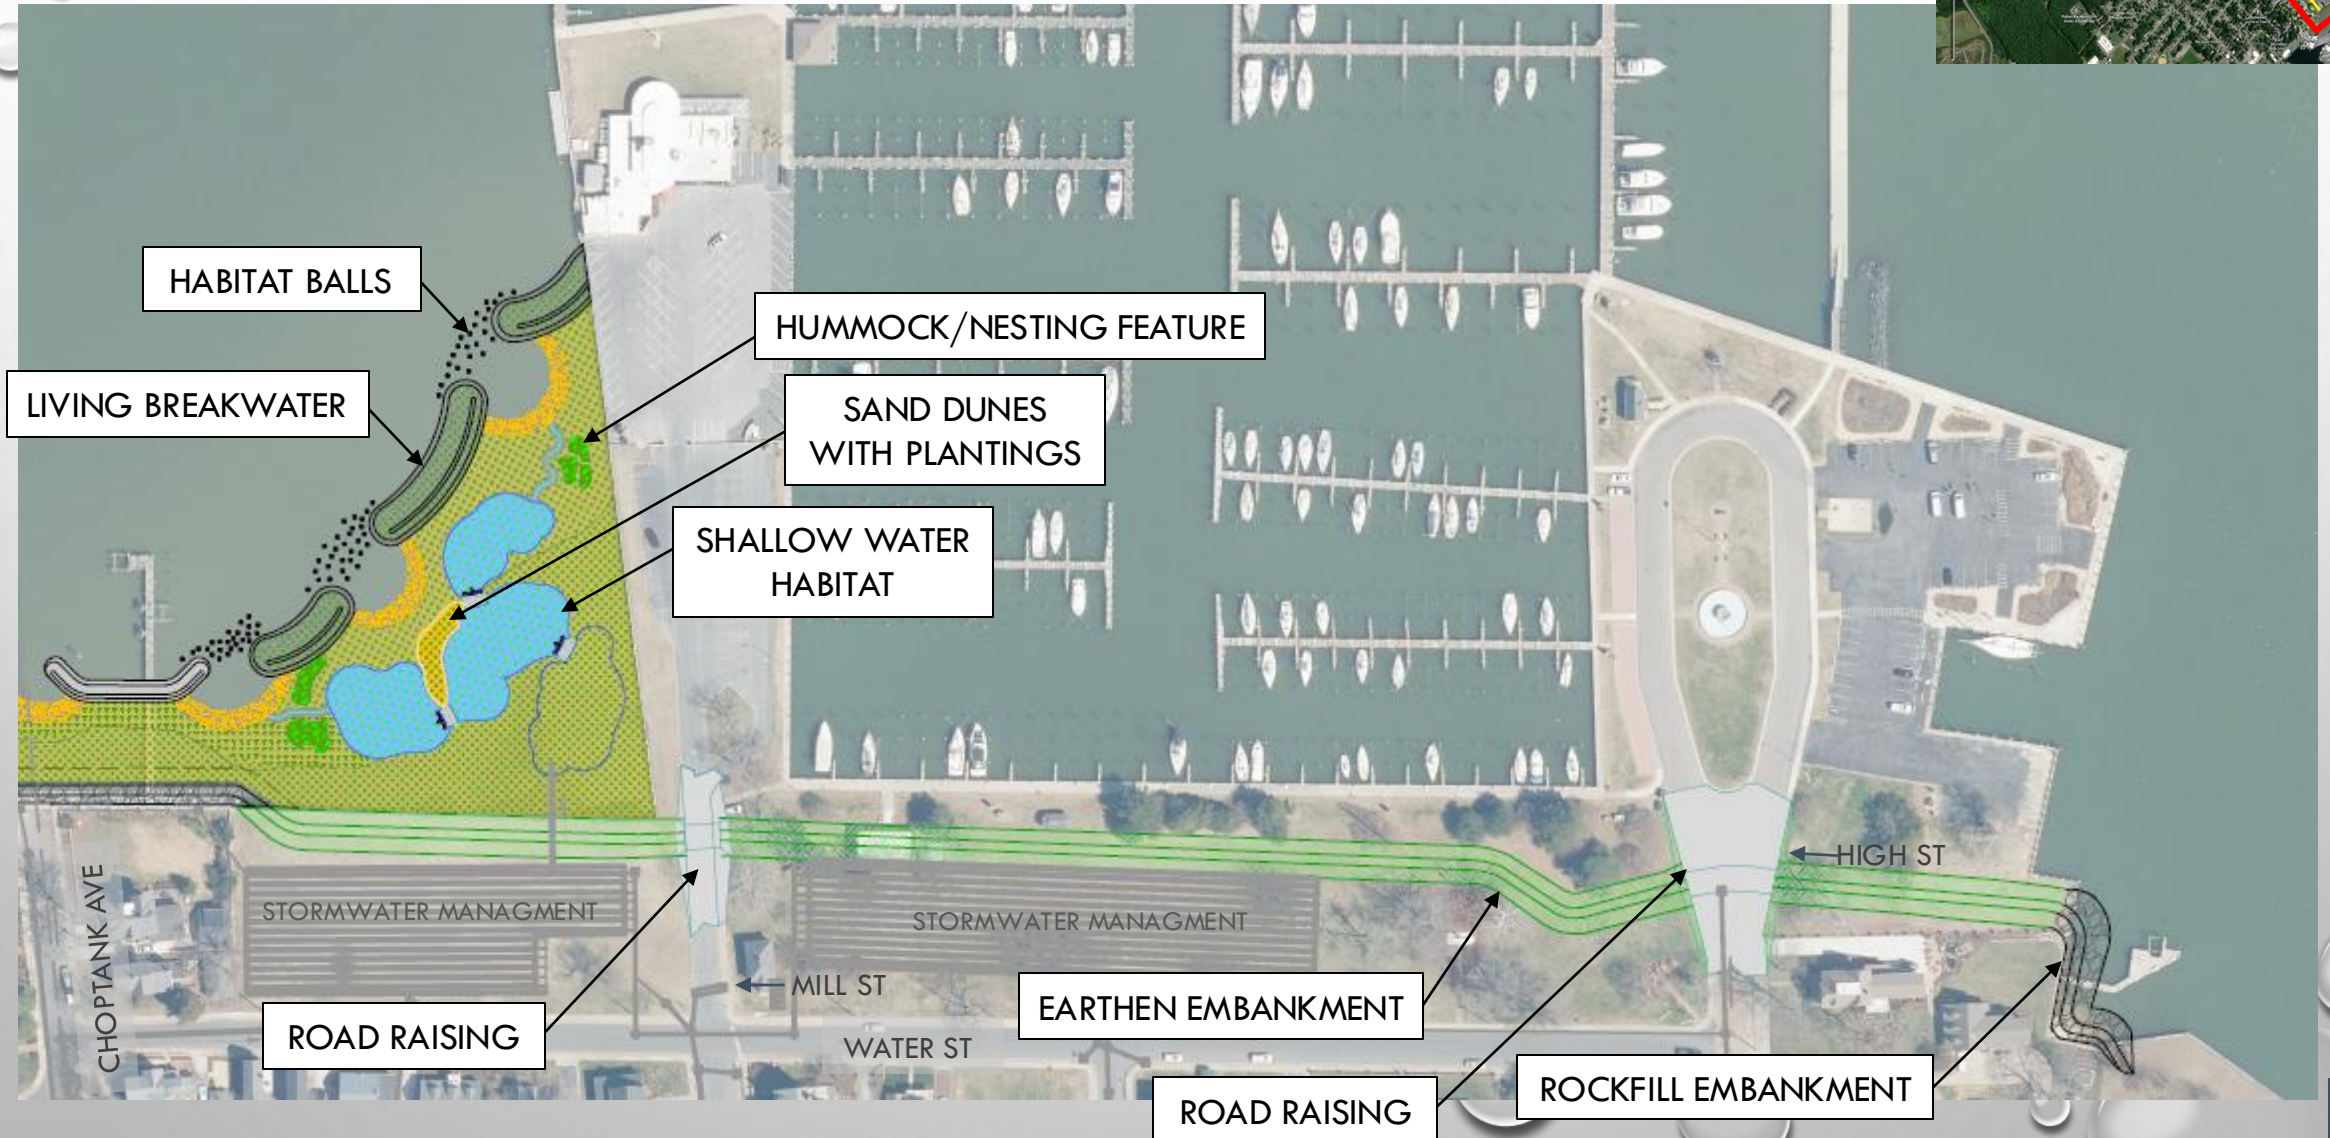 HABITAT BALLS
HUMMOCK/NESTING FEATURE
LIVING BREAKWATER
SAND DUNES
WITH PLANTINGS
SHALLOW WATER
HABITAT
HIGH ST
CHOPTANK AVE
STORMWATER MANAGMENT
STORMWATER MANAGMENT
MILL ST
EARTHEN EMBANKMENT
ROAD RAISING
WATER ST
ROCKFILL EMBANKMENT
ROAD RAISING